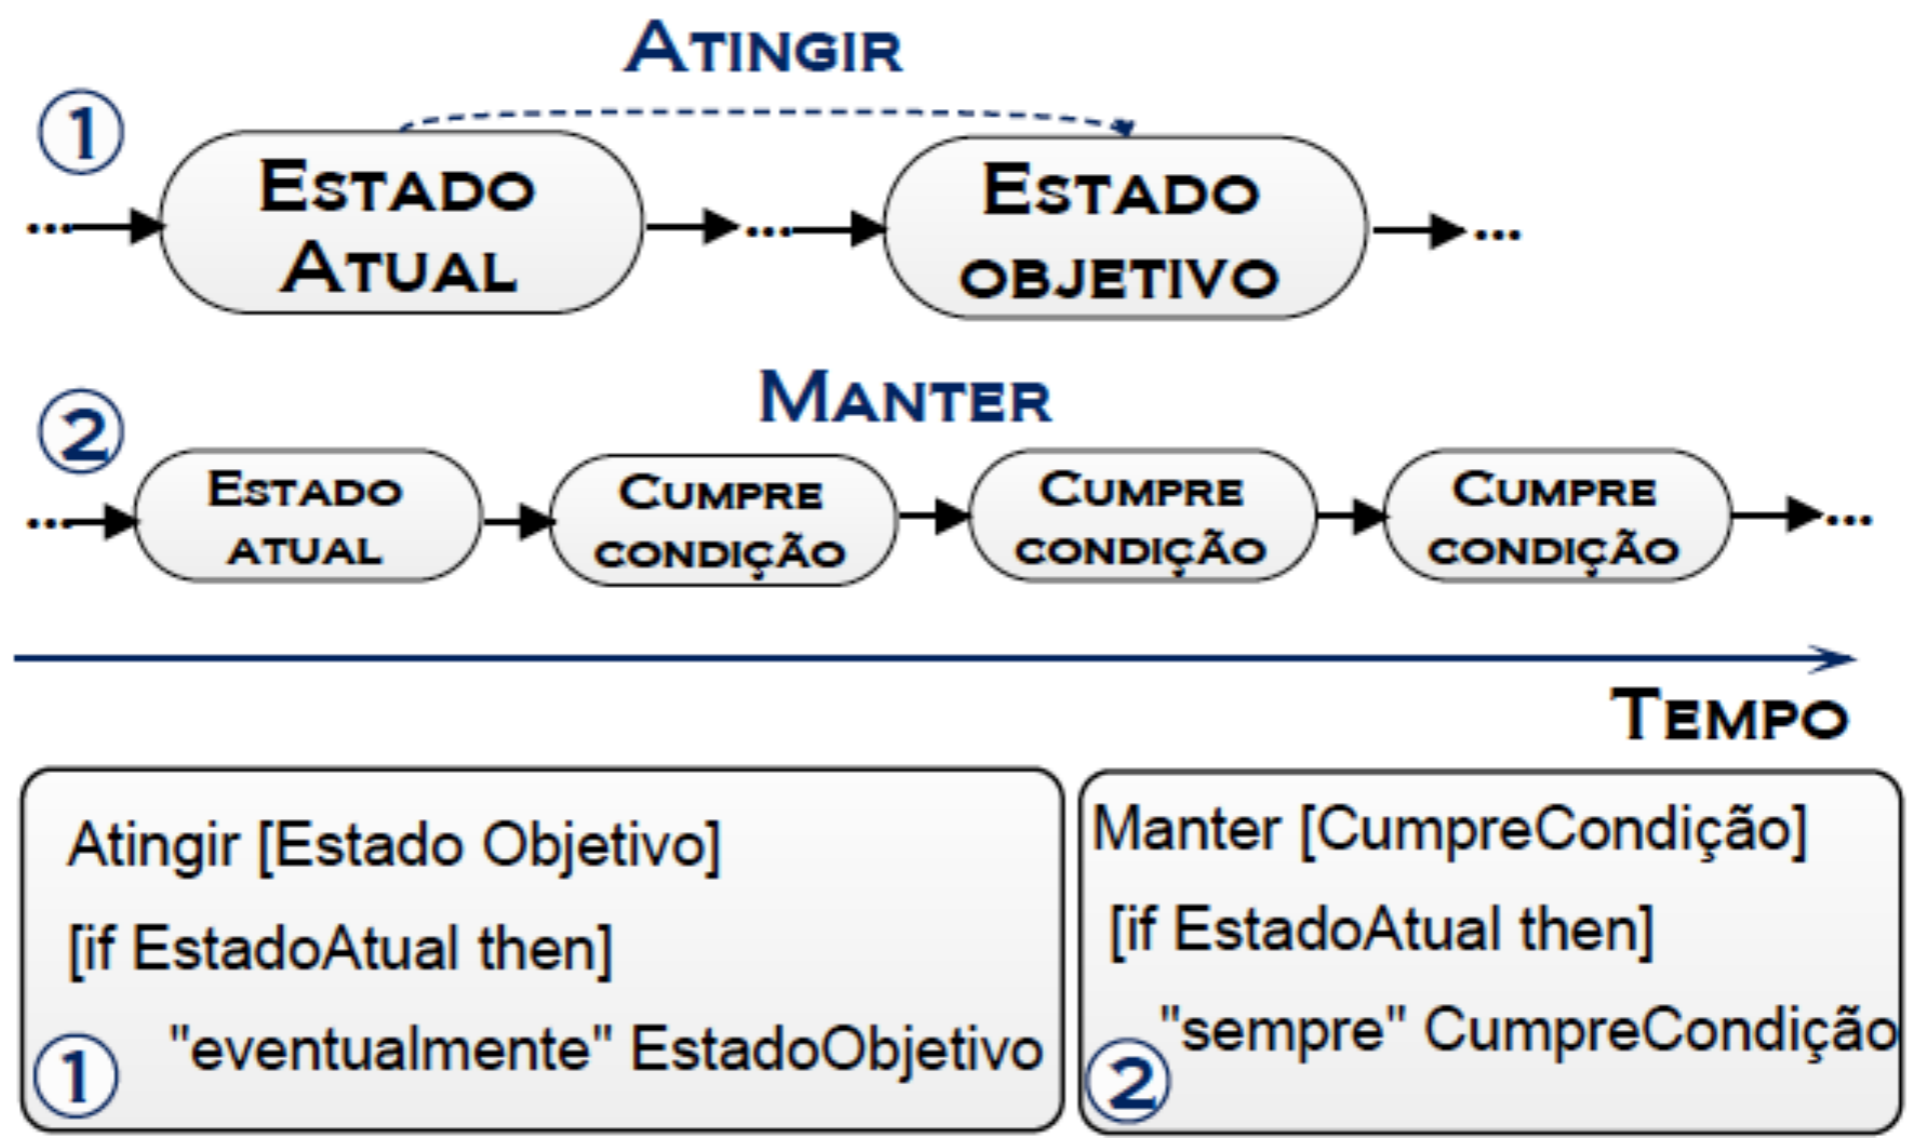 ATINGIR
①
ESTADO
ATUAL
ESTADO
OBJETIVO
...
...
...
MANTER
②
ESTADO
ATUAL
CUMPRE
CONDIÇÃO
CUMPRE
CONDIÇÃO
CUMPRE
CONDIÇÃO
...
...
TEMPO
Atingir [Estado Objetivo]
[if EstadoAtual then]
"eventualmente" EstadoObjetivo
①
Manter [CumpreCondição]
[if EstadoAtual then]
"sempre" CumpreCondição
②